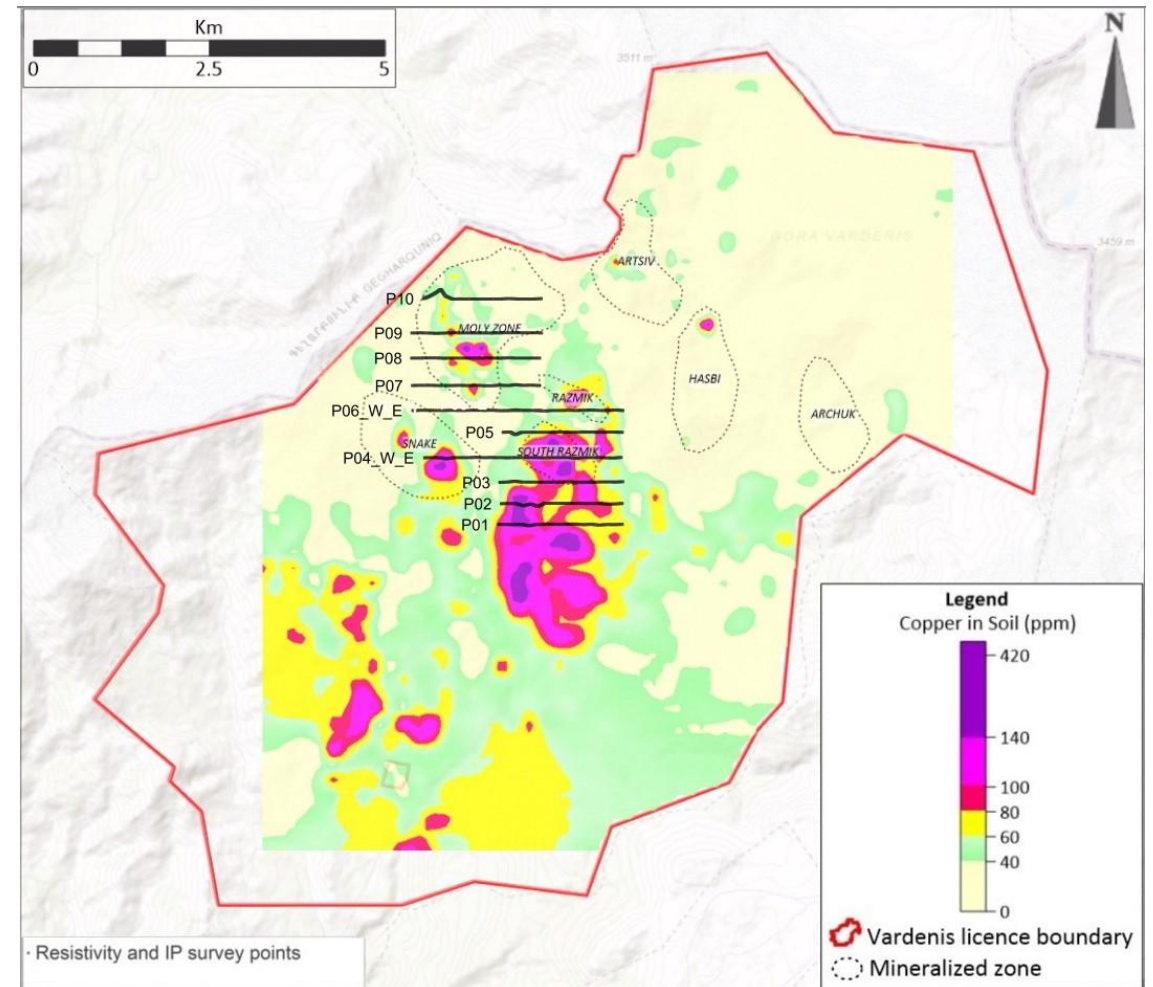 Km
0 2.5 5
N
3511 m
GORA VARDENIS
3459 m
ARTSIV
P10
MOLY ZONE
P09
P08
HASBI
P07
RAZMIK
P06_W_E
ARCHUK
P05
SNAKE
SOUTH RAZMIK
P04_W_E
P03
P02
P01
Legend
Copper in Soil (ppm)
420
140
100
80
60
40
0
Vardenis licence boundary
Mineralized zone
· Resistivity and IP survey points